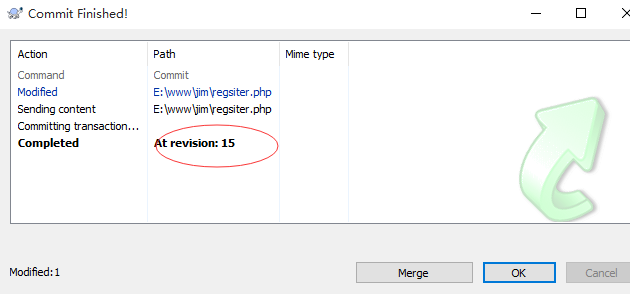 Commit Finished!
Action Path Mime type
Command Commit
Modified E:\www\jim\regsiter.php
Sending content E:\www\jim\regsiter.php
Committing transaction...
Completed At revision: 15
Modified:1 Merge OK Cancel